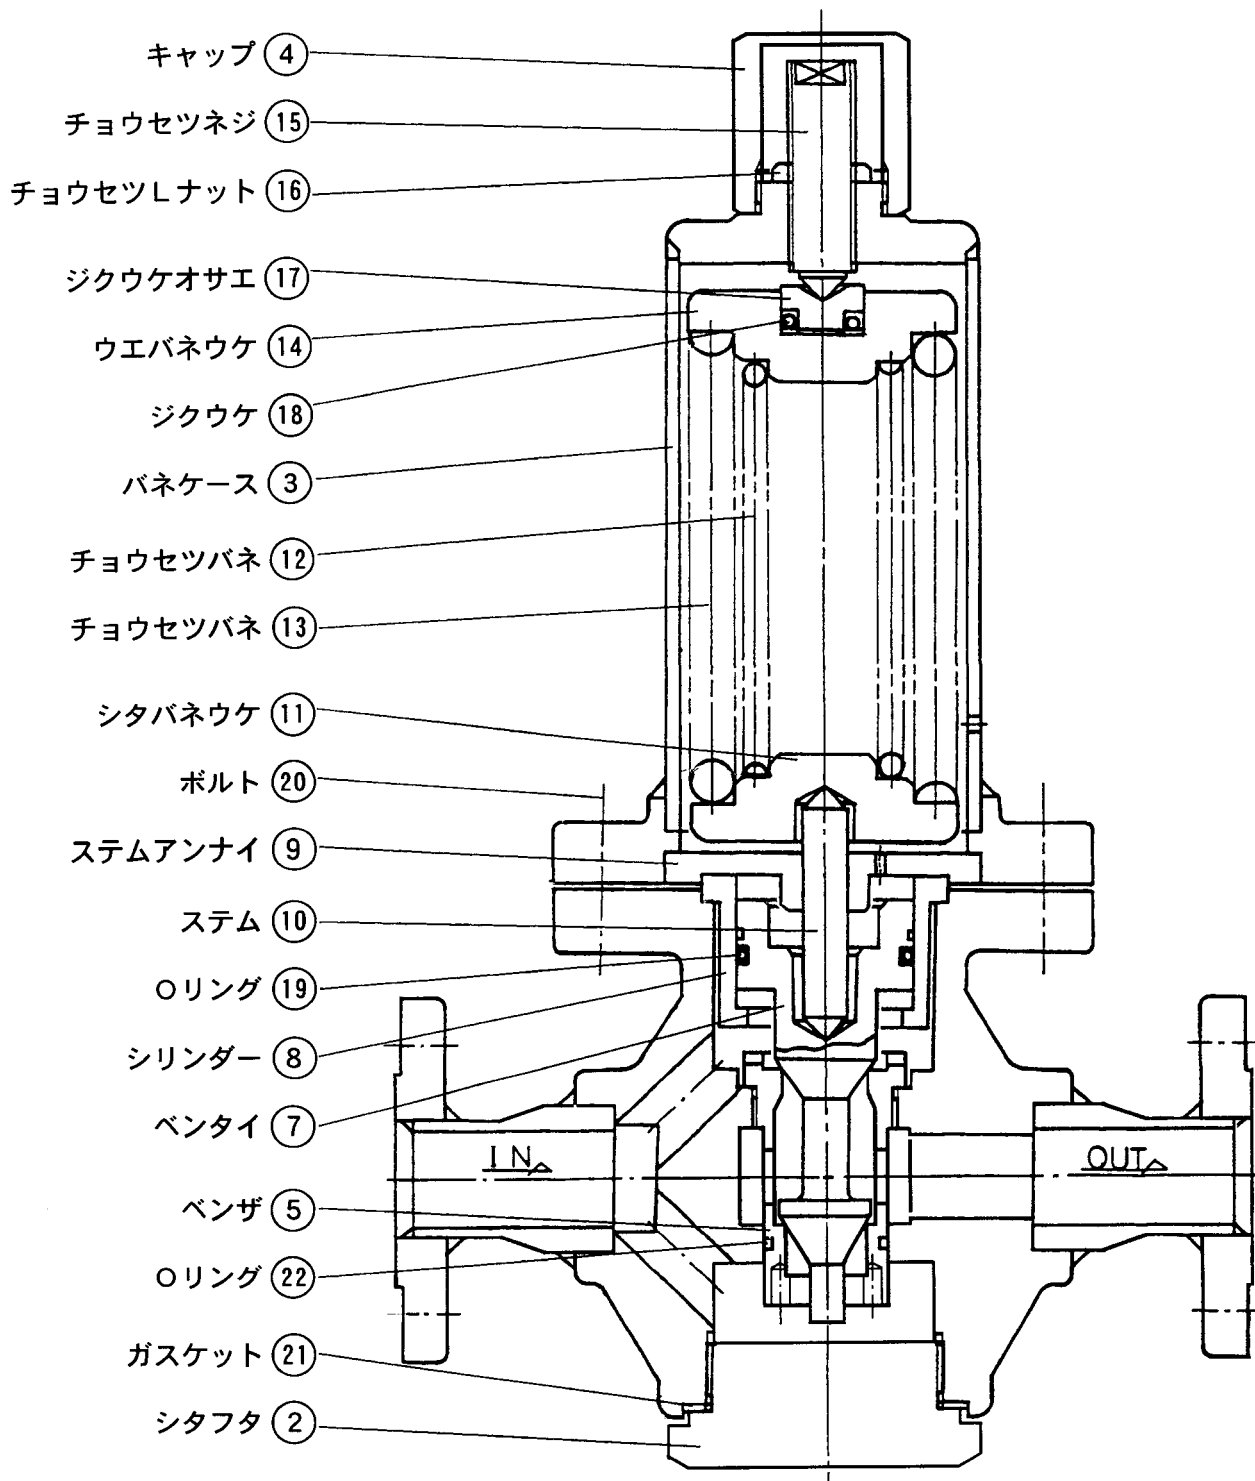 キャップ ④
チョウセツネジ ⑮
チョウセツLナット ⑯
ジクウケオサエ ⑰
ウエバネウケ ⑭
ジクウケ ⑱
バネケース ③
チョウセツバネ ⑫
チョウセツバネ ⑬
シタバネウケ ⑪
ボルト ⑳
ステムアンナイ ⑨
ステム ⑩
Oリング ⑲
シリンダー ⑧
ベンタイ ⑦
IN
OUT
ベンザ ⑤
Oリング ㉒
ガスケット ㉑
シタフタ ②